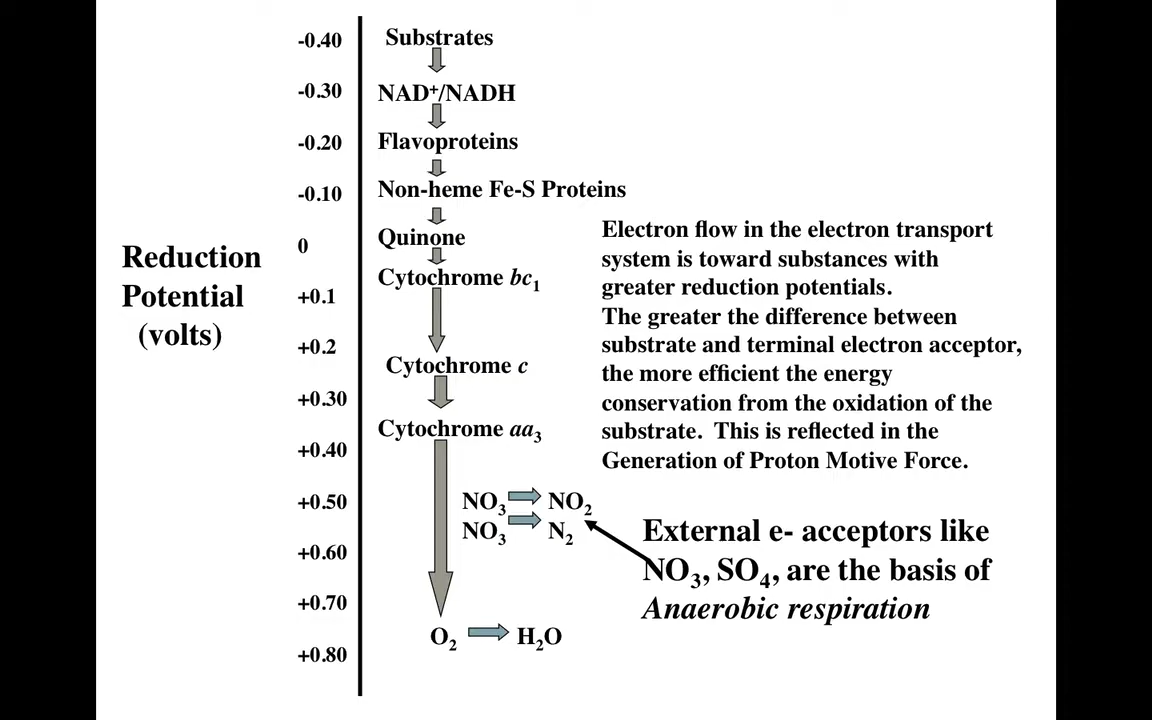 -0.40
Substrates
-0.30
NAD⁺/NADH
-0.20
Flavoproteins
-0.10
Non-heme Fe-S Proteins
0
Quinone
+0.1
Cytochrome bc₁
+0.2
Cytochrome c
+0.30
Cytochrome aa₃
+0.40
+0.50
NO₃ NO₂
NO₃ N₂
+0.60
+0.70
O₂ H₂O
+0.80
Reduction
Potential
(volts)
Electron flow in the electron transport
system is toward substances with
greater reduction potentials.
The greater the difference between
substrate and terminal electron acceptor,
the more efficient the energy
conservation from the oxidation of the
substrate. This is reflected in the
Generation of Proton Motive Force.
External e- acceptors like
NO₃, SO₄, are the basis of
Anaerobic respiration